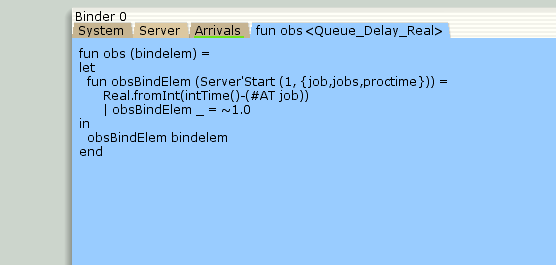 Binder 0
System Server Arrivals fun obs <Queue_Delay_Real>
fun obs (bindelem) =
let
fun obsBindElem (Server'Start (1, {job,jobs,proctime})) =
Real.fromInt(intTime()-(#AT job))
| obsBindElem _ = ~1.0
in
obsBindElem bindelem
end